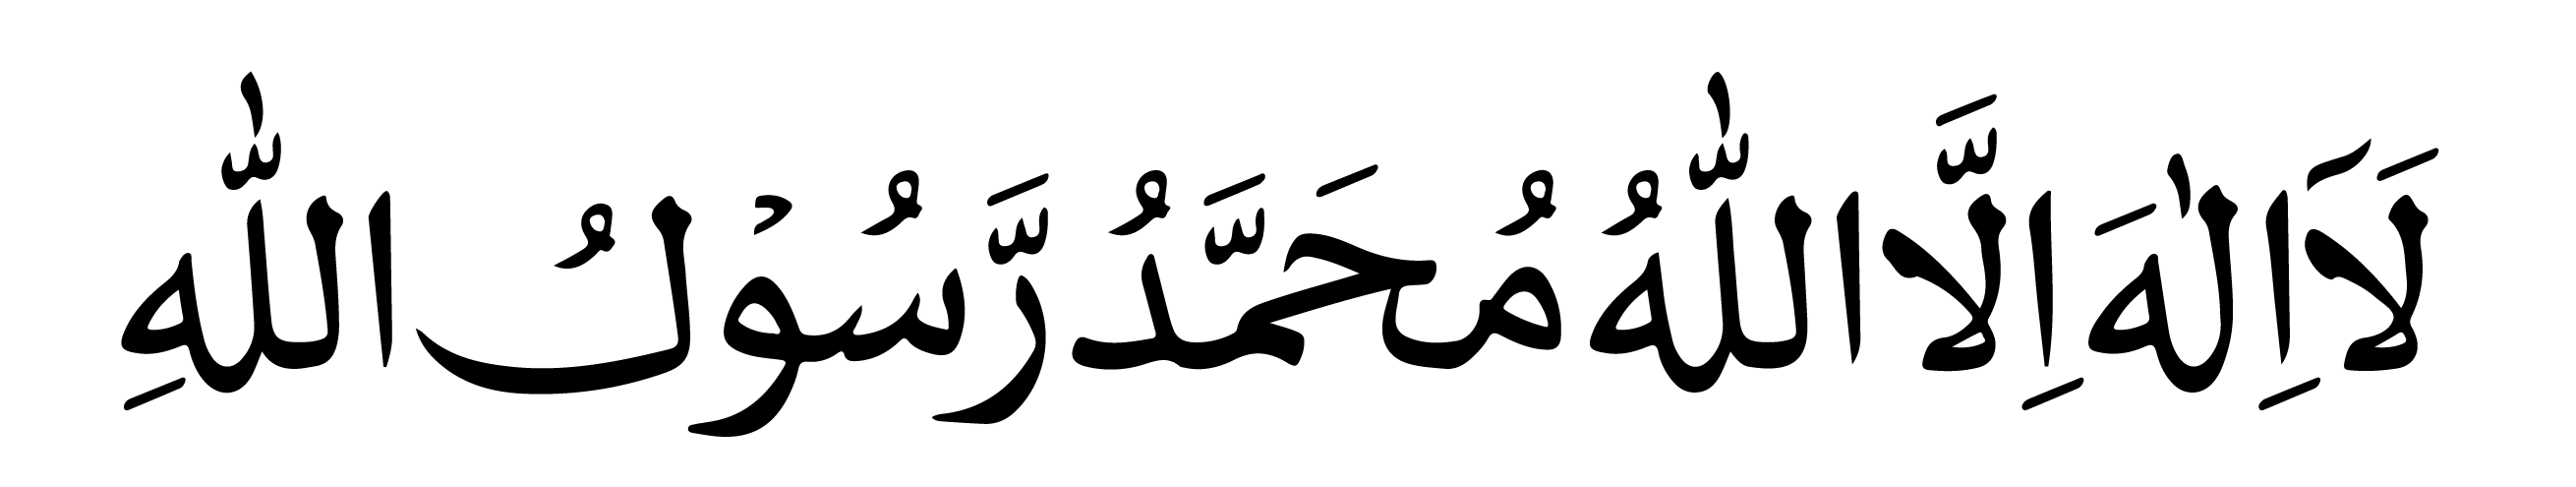 لَاۤ اِلٰهَ اِلَّا اللّٰهُ مُحَمَّدُ رَّسُوْلُ اللّٰهِ